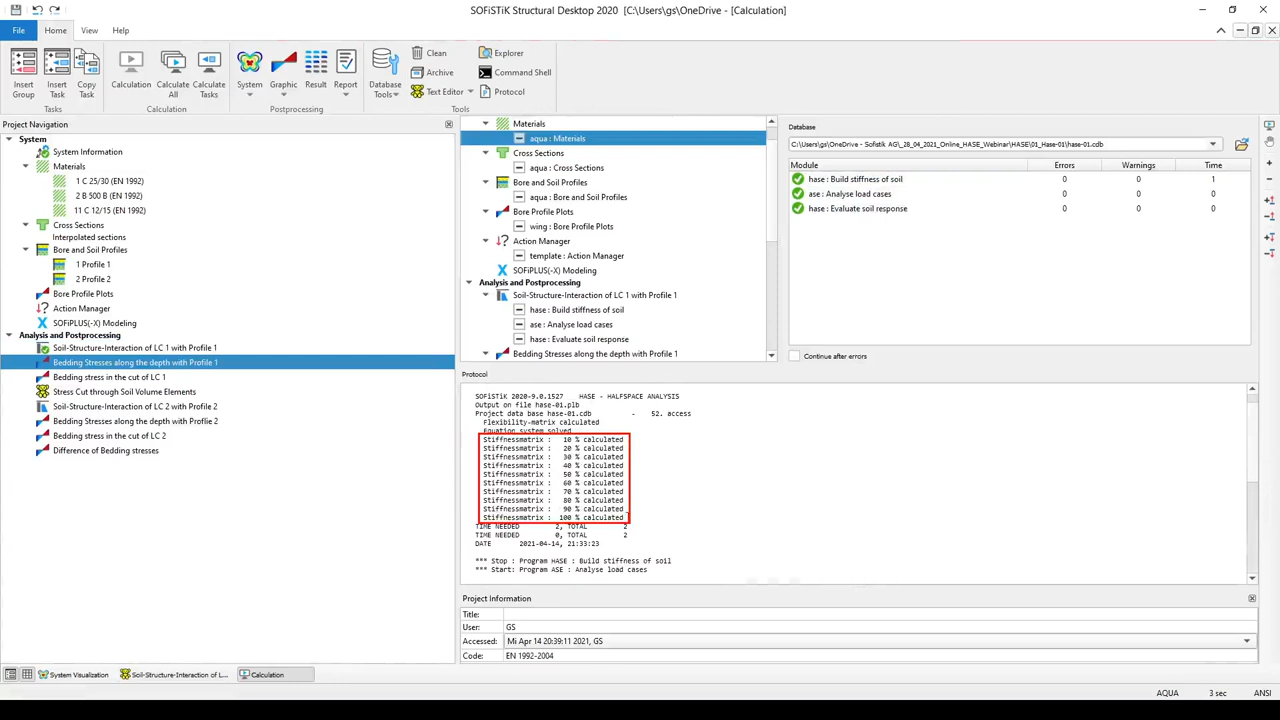 SOFiSTiK Structural Desktop 2020 [C:\Users\gs\OneDrive - [Calculation]
File Home View Help
Insert Group
Insert Task
Copy Task
Tasks
Calculation
Calculate All
Calculate Tasks
Calculation
System
Graphic
Result
Report
Postprocessing
Database Tools
Clean
Archive
Text Editor
Explorer
Command Shell
Protocol
Tools
Project Navigation
System
System Information
Materials
1 C 25/30 (EN 1992)
2 B 500 B (EN 1992)
11 C 12/15 (EN 1992)
Cross Sections
Interpolated sections
Bore and Soil Profiles
1 Profile 1
2 Profile 2
Bore Profile Plots
Action Manager
SOFiPLUS(-X) Modeling
Analysis and Postprocessing
Soil-Structure-Interaction of LC 1 with Profile 1
Bedding Stresses along the depth with Profile 1
Bedding stress in the cut of LC 1
Stress Cut through Soil Volume Elements
Soil-Structure-Interaction of LC 2 with Profile 2
Bedding Stresses along the depth with Proflie 2
Bedding stress in the cut of LC 2
Difference of Bedding stresses
Materials
aqua : Materials
Cross Sections
aqua : Cross Sections
Bore and Soil Profiles
aqua : Bore and Soil Profiles
Bore Profile Plots
wing : Bore Profile Plots
Action Manager
template : Action Manager
SOFiPLUS(-X) Modeling
Analysis and Postprocessing
Soil-Structure-Interaction of LC 1 with Profile 1
hase : Build stiffness of soil
ase : Analyse load cases
hase : Evaluate soil response
Bedding Stresses along the depth with Profile 1
Database
C:\Users\gs\OneDrive - Sofistik AG\_28_04_2021_Online_HASE_Webinar\HASE\01_Hase-01\hase-01.cdb
Module Errors Warnings Time
hase : Build stiffness of soil 0 0 1
ase : Analyse load cases 0 0 0
hase : Evaluate soil response 0 0 0
Continue after errors
Protocol
SOFiSTiK 2020-9.0.1527 HASE - HALFSPACE ANALYSIS
Output on file hase-01.plb
Project data base hase-01.cdb - 52. access
Flexibility-matrix calculated
Equation system solved
Stiffnessmatrix : 10 % calculated
Stiffnessmatrix : 20 % calculated
Stiffnessmatrix : 30 % calculated
Stiffnessmatrix : 40 % calculated
Stiffnessmatrix : 50 % calculated
Stiffnessmatrix : 60 % calculated
Stiffnessmatrix : 70 % calculated
Stiffnessmatrix : 80 % calculated
Stiffnessmatrix : 90 % calculated
Stiffnessmatrix : 100 % calculated
TIME NEEDED 2, TOTAL 2
TIME NEEDED 0, TOTAL 2
DATE 2021-04-14, 21:33:23
*** Stop : Program HASE : Build stiffness of soil
*** Start: Program ASE : Analyse load cases
Project Information
Title:
User: GS
Accessed: Mi Apr 14 20:39:11 2021, GS
Code: EN 1992-2004
System Visualization
Soil-Structure-Interaction of L...
Calculation
AQUA 3 sec ANSI